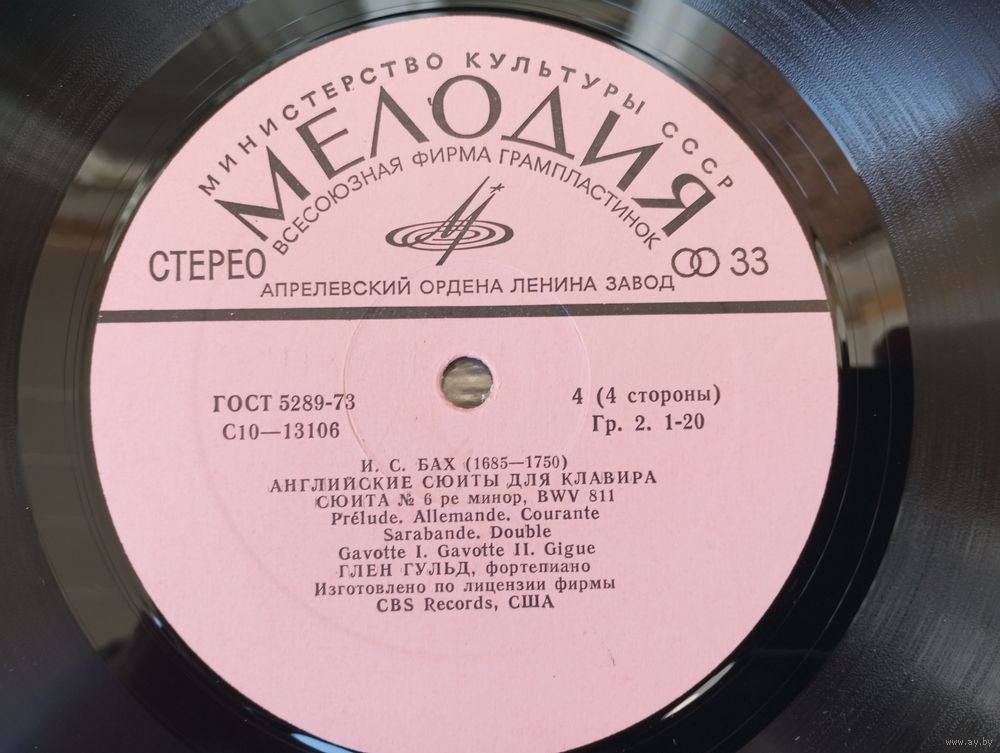 МИНИСТЕРСТВО КУЛЬТУРЫ СССР
МЕЛОДИЯ
ВСЕСОЮЗНАЯ ФИРМА ГРАМПЛАСТИНОК
СТЕРЕО
33
АПРЕЛЕВСКИЙ ОРДЕНА ЛЕНИНА ЗАВОД
ГОСТ 5289-73
С10—13106
4 (4 стороны)
Гр. 2. 1-20
И. С. БАХ (1685—1750)
АНГЛИЙСКИЕ СЮИТЫ ДЛЯ КЛАВИРА
СЮИТА № 6 ре минор, BWV 811
Prélude. Allemande. Courante
Sarabande. Double
Gavotte I. Gavotte II. Gigue
ГЛЕН ГУЛЬД, фортепиано
Изготовлено по лицензии фирмы
CBS Records, США
www.ay.by